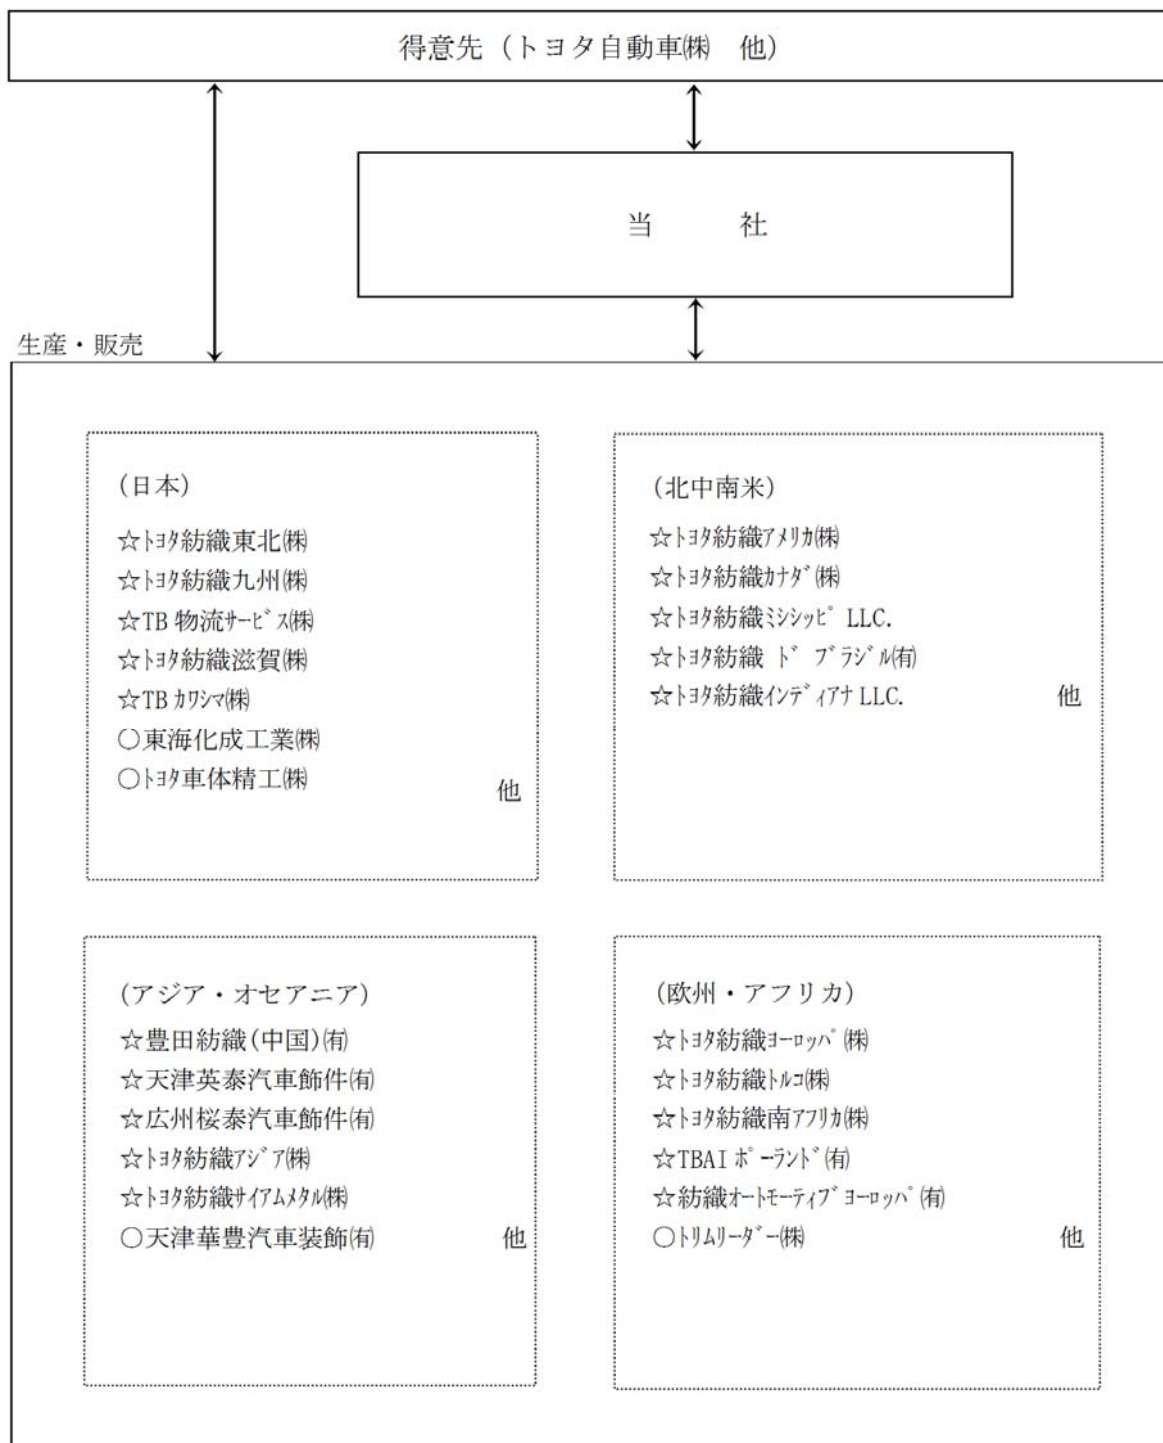 得意先（トヨタ自動車㈱　他）
当　　社
生産・販売
(日本)
☆ﾄﾖﾀ紡織東北㈱
☆ﾄﾖﾀ紡織九州㈱
☆TB 物流ｻｰﾋﾞｽ㈱
☆ﾄﾖﾀ紡織滋賀㈱
☆TB ｶﾜｼﾏ㈱
○東海化成工業㈱
○ﾄﾖﾀ車体精工㈱
他
(北中南米)
☆ﾄﾖﾀ紡織ｱﾒﾘｶ㈱
☆ﾄﾖﾀ紡織ｶﾅﾀﾞ㈱
☆ﾄﾖﾀ紡織ﾐｼｼｯﾋﾟ LLC.
☆ﾄﾖﾀ紡織 ﾄﾞ ﾌﾞﾗｼﾞﾙ㈲
☆ﾄﾖﾀ紡織ｲﾝﾃﾞｨｱﾅ LLC.　他
(アジア・オセアニア)
☆豊田紡織(中国)㈲
☆天津英泰汽車飾件㈲
☆広州桜泰汽車飾件㈲
☆ﾄﾖﾀ紡織ｱｼﾞｱ㈱
☆ﾄﾖﾀ紡織ｻｲｱﾑﾒﾀﾙ㈱
○天津華豊汽車装飾㈲　他
(欧州・アフリカ)
☆ﾄﾖﾀ紡織ﾖｰﾛｯﾊﾟ㈱
☆ﾄﾖﾀ紡織ﾄﾙｺ㈱
☆ﾄﾖﾀ紡織南ｱﾌﾘｶ㈱
☆TBAI ﾎﾟｰﾗﾝﾄﾞ㈲
☆紡織ｵｰﾄﾓｰﾃｨﾌﾞﾖｰﾛｯﾊﾟ㈲
○ﾄﾘﾑﾘｰﾀﾞｰ㈱　他